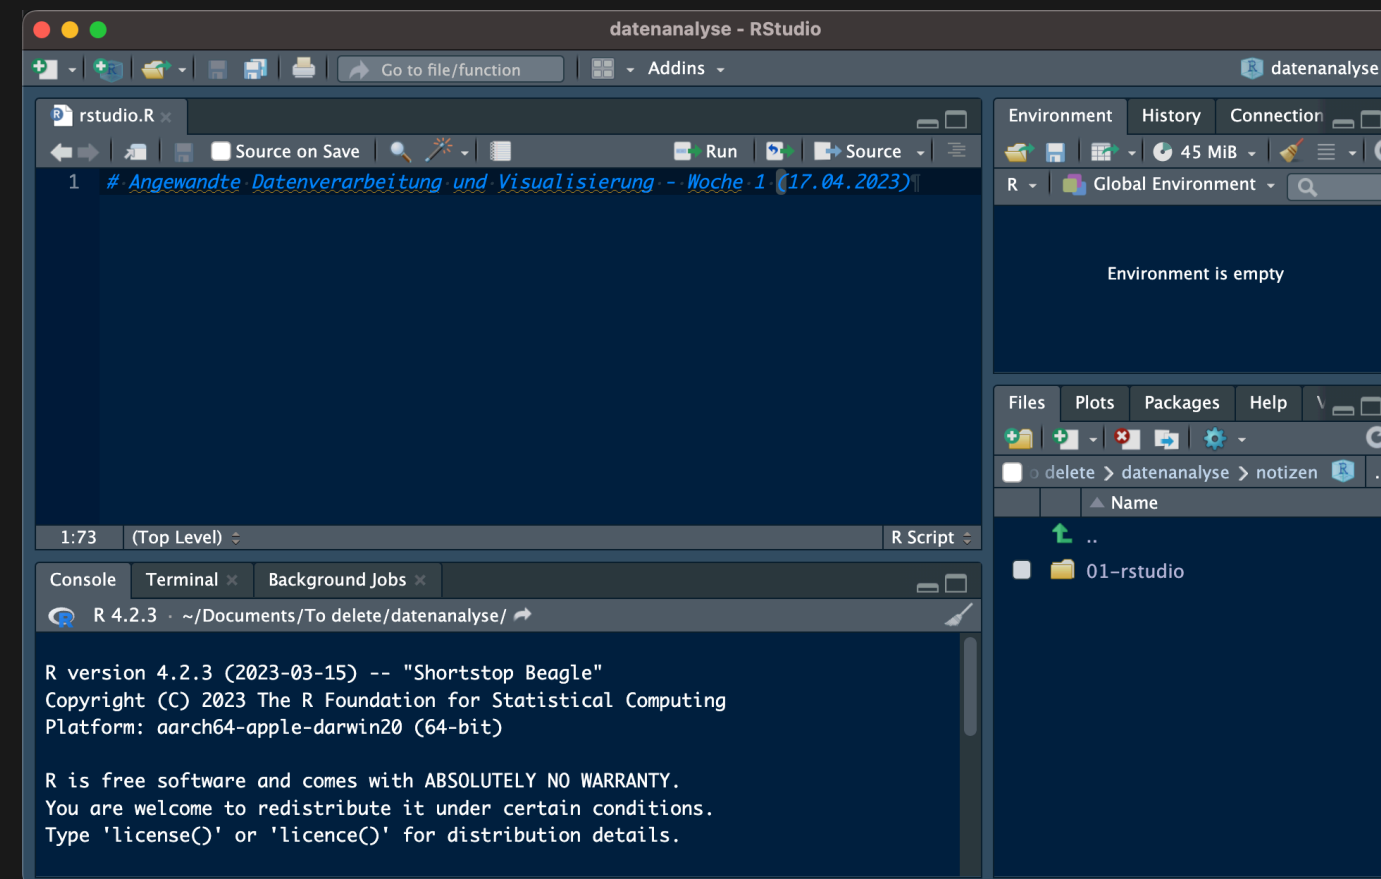 datenanalyse - RStudio
Go to file/function
Addins
datenanalyse
rstudio.R
Source on Save
Run
Source
1 # Angewandte Datenverarbeitung und Visualisierung - Woche 1 (17.04.2023)
1:73
(Top Level)
R Script
Console
Terminal
Background Jobs
R 4.2.3 · ~/Documents/To delete/datenanalyse/
R version 4.2.3 (2023-03-15) -- "Shortstop Beagle"
Copyright (C) 2023 The R Foundation for Statistical Computing
Platform: aarch64-apple-darwin20 (64-bit)
R is free software and comes with ABSOLUTELY NO WARRANTY.
You are welcome to redistribute it under certain conditions.
Type 'license()' or 'licence()' for distribution details.
Environment
History
Connection
45 MiB
R
Global Environment
Environment is empty
Files
Plots
Packages
Help
o delete > datenanalyse > notizen
Name
..
01-rstudio